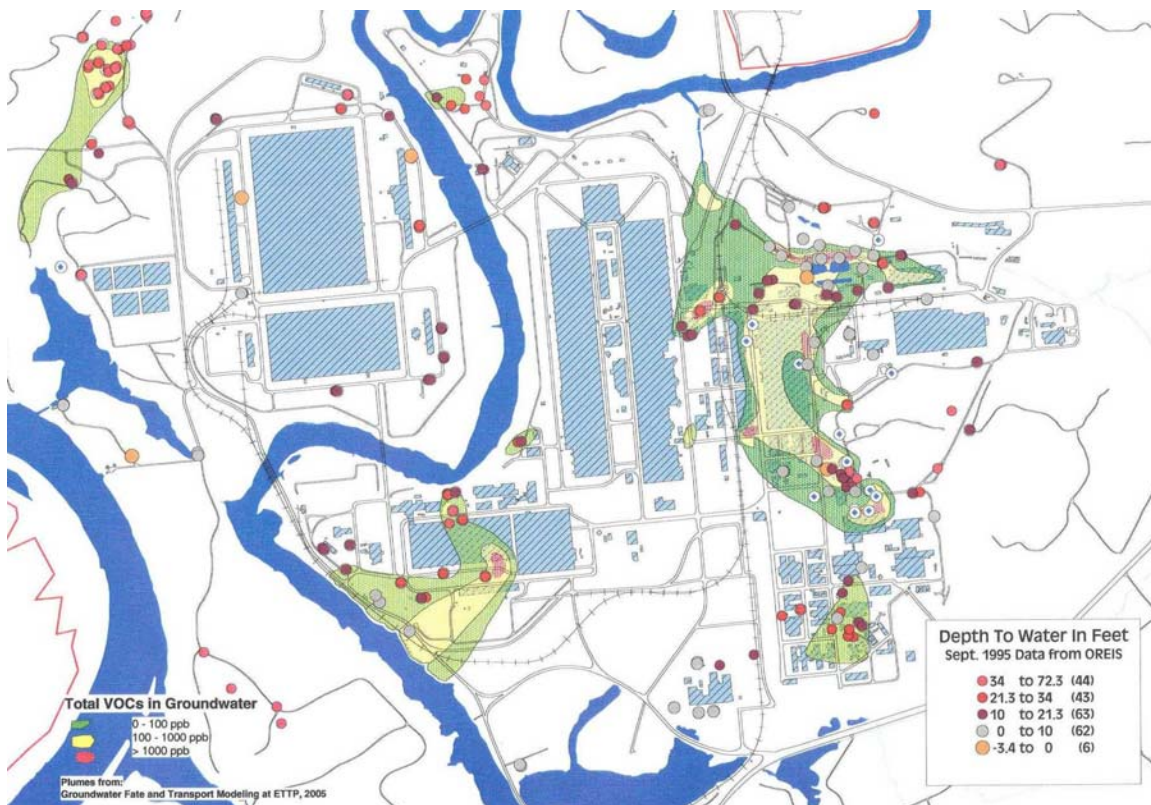 Depth To Water In Feet
Sept. 1995 Data from OREIS
34 to 72.3 (44)
21.3 to 34 (43)
10 to 21.3 (63)
0 to 10 (62)
-3.4 to 0 (6)
Total VOCs in Groundwater
0 - 100 ppb
100 - 1000 ppb
> 1000 ppb
Plumes from:
Groundwater Fate and Transport Modeling at ETTP, 2005